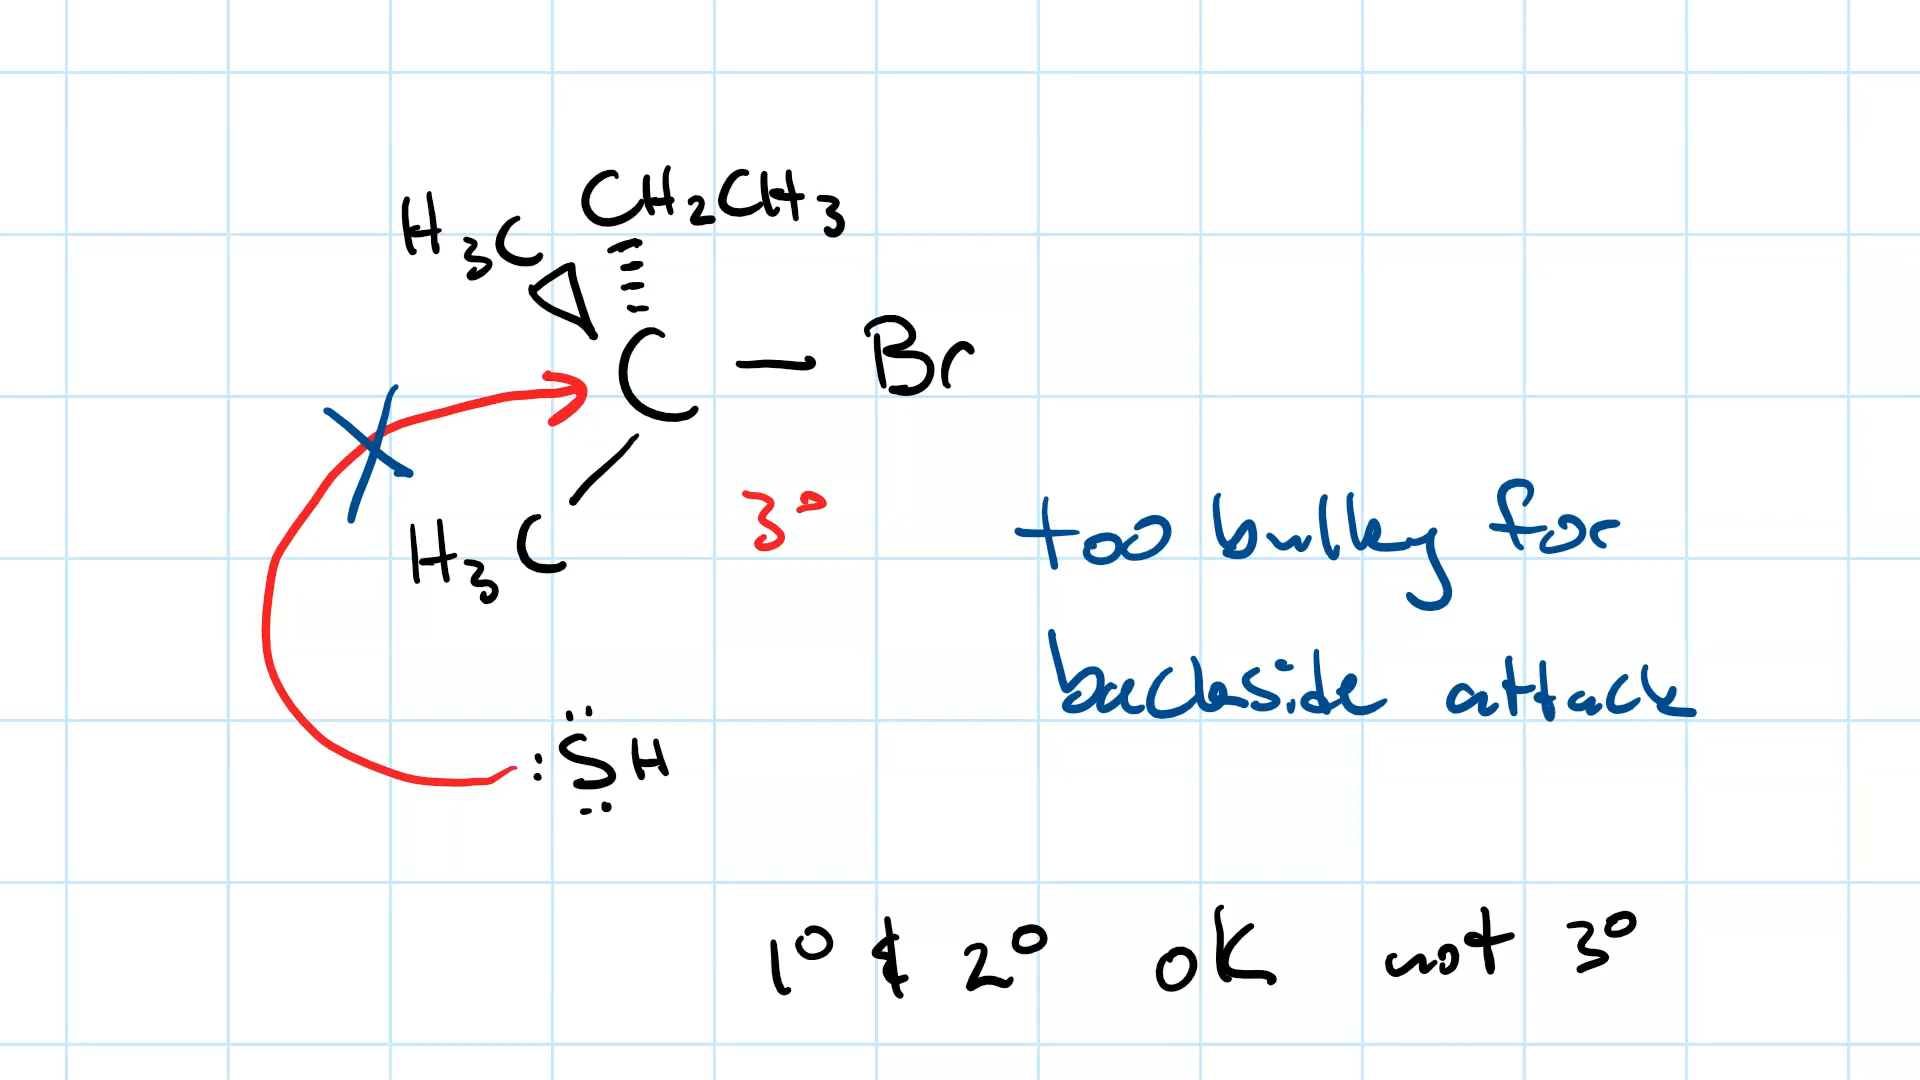 CH2CH3
H3C
C — Br
H3C
3°
too bulky for
backside attack
:SH
1° & 2° OK not 3°